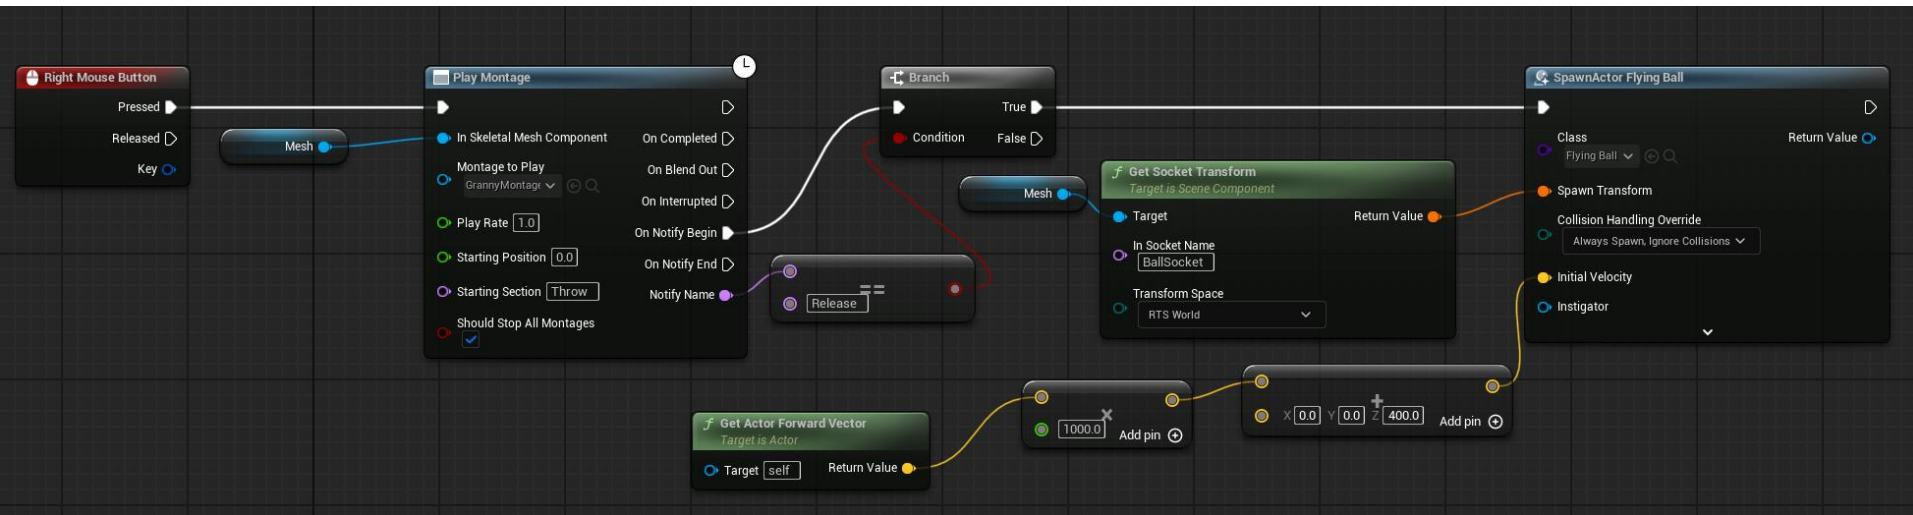 Right Mouse Button
Pressed
Released
Key
Mesh
Play Montage
In Skeletal Mesh Component
Montage to Play
GrannyMontage
Play Rate 1.0
Starting Position 0.0
Starting Section Throw
Should Stop All Montages
On Completed
On Blend Out
On Interrupted
On Notify Begin
On Notify End
Notify Name
==
Release
Branch
True
Condition
False
Mesh
f Get Socket Transform
Target is Scene Component
Target
Return Value
In Socket Name
BallSocket
Transform Space
RTS World
f Get Actor Forward Vector
Target is Actor
Target self
Return Value
×
1000.0
Add pin
+
X 0.0 Y 0.0 Z 400.0
Add pin
SpawnActor Flying Ball
Class
Flying Ball
Return Value
Spawn Transform
Collision Handling Override
Always Spawn, Ignore Collisions
Initial Velocity
Instigator